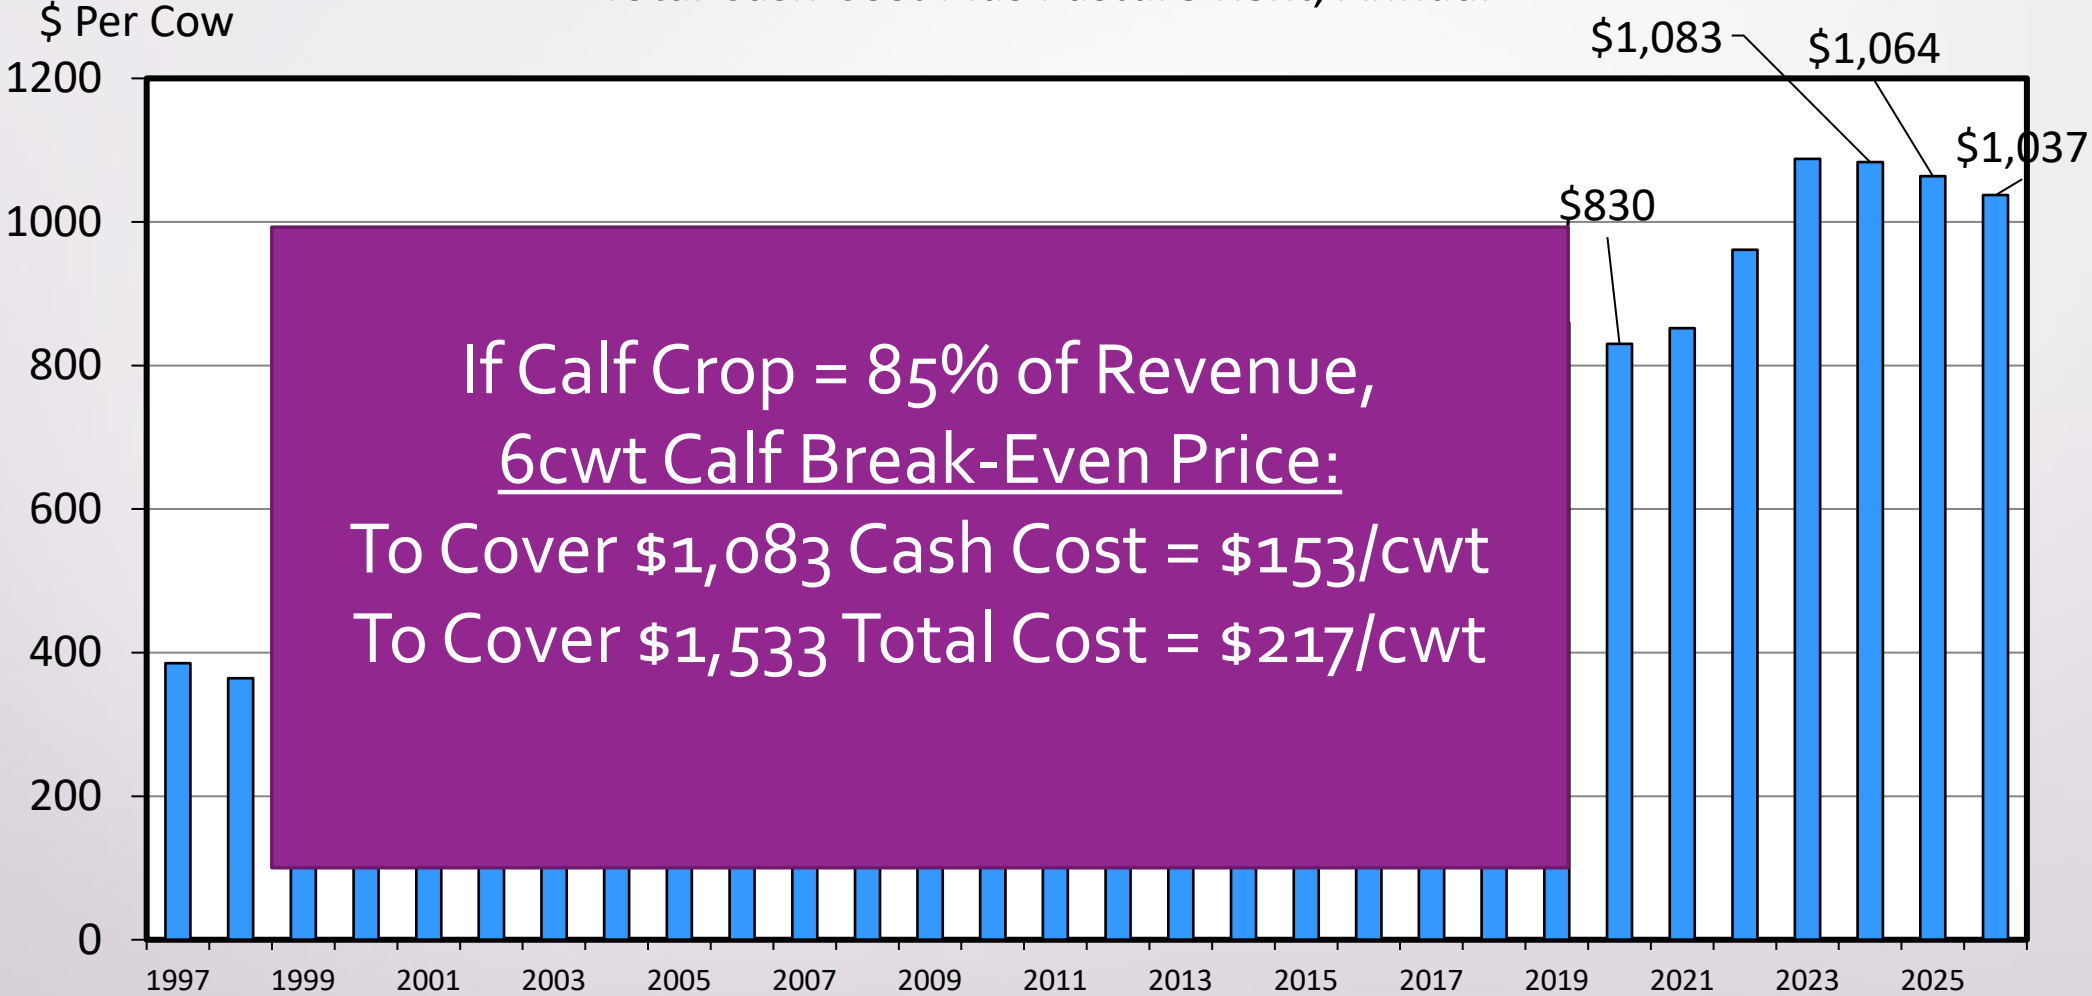 $ Per Cow
$1,083
$1,064
$1,037
$830
1200
1000
800
600
400
200
0
If Calf Crop = 85% of Revenue,
6cwt Calf Break-Even Price:
To Cover $1,083 Cash Cost = $153/cwt
To Cover $1,533 Total Cost = $217/cwt
1997 1999 2001 2003 2005 2007 2009 2011 2013 2015 2017 2019 2021 2023 2025